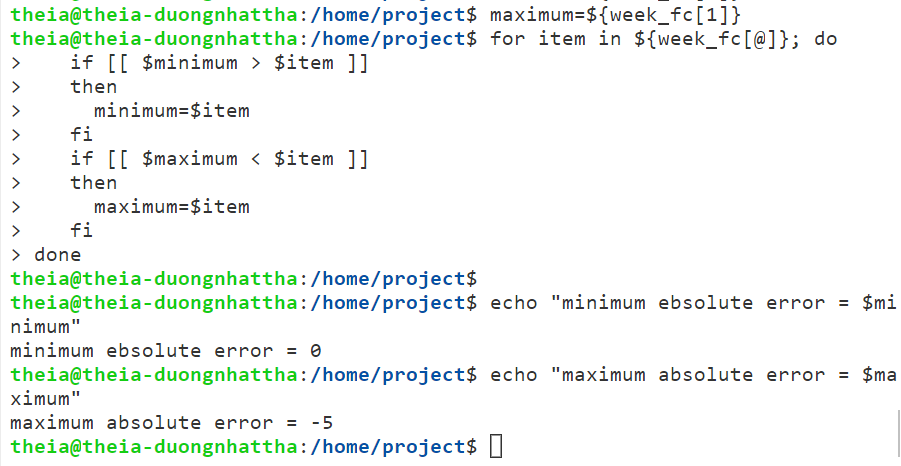 theia@theia-duongnhattha:/home/project$ maximum=${week_fc[1]}
theia@theia-duongnhattha:/home/project$ for item in ${week_fc[@]}; do
>    if [[ $minimum > $item ]]
>    then
>      minimum=$item
>    fi
>    if [[ $maximum < $item ]]
>    then
>      maximum=$item
>    fi
> done
theia@theia-duongnhattha:/home/project$
theia@theia-duongnhattha:/home/project$ echo "minimum ebsolute error = $mi
nimum"
minimum ebsolute error = 0
theia@theia-duongnhattha:/home/project$ echo "maximum absolute error = $ma
ximum"
maximum absolute error = -5
theia@theia-duongnhattha:/home/project$